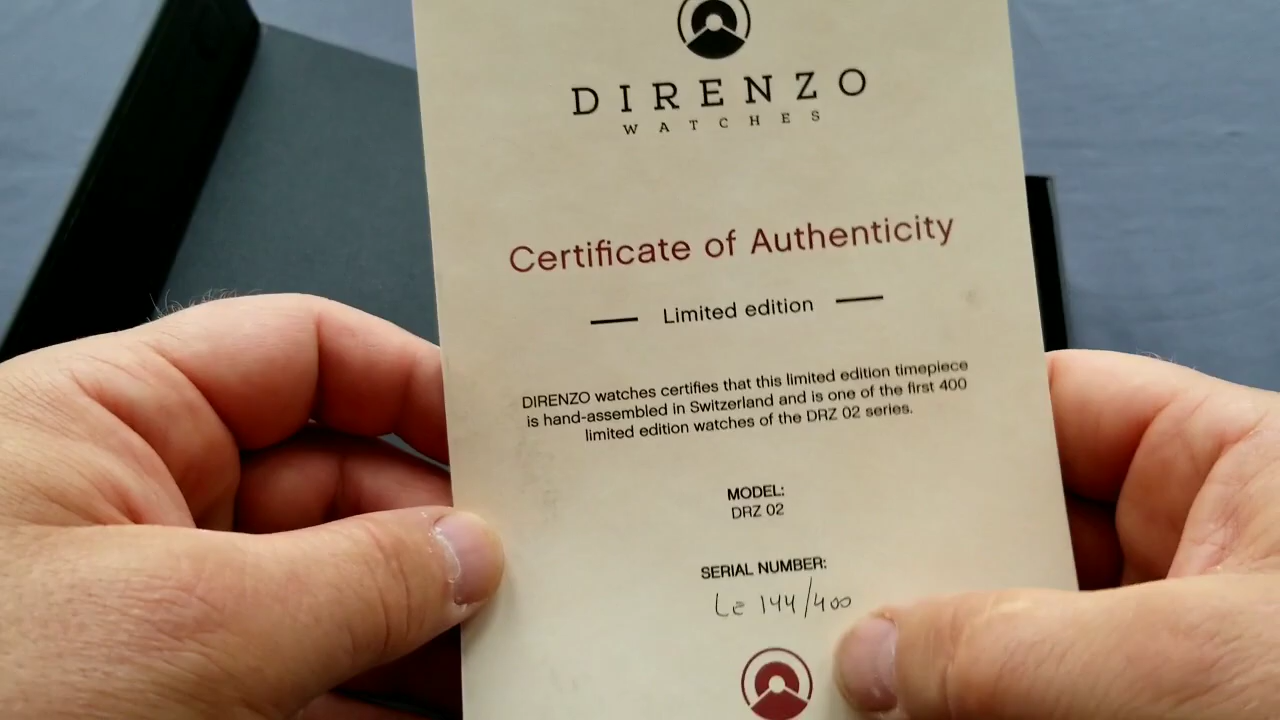 DIRENZO
WATCHES
Certificate of Authenticity
Limited edition
DIRENZO watches certifies that this limited edition timepiece
is hand-assembled in Switzerland and is one of the first 400
limited edition watches of the DRZ 02 series.
MODEL:
DRZ 02
SERIAL NUMBER:
Le 144/400